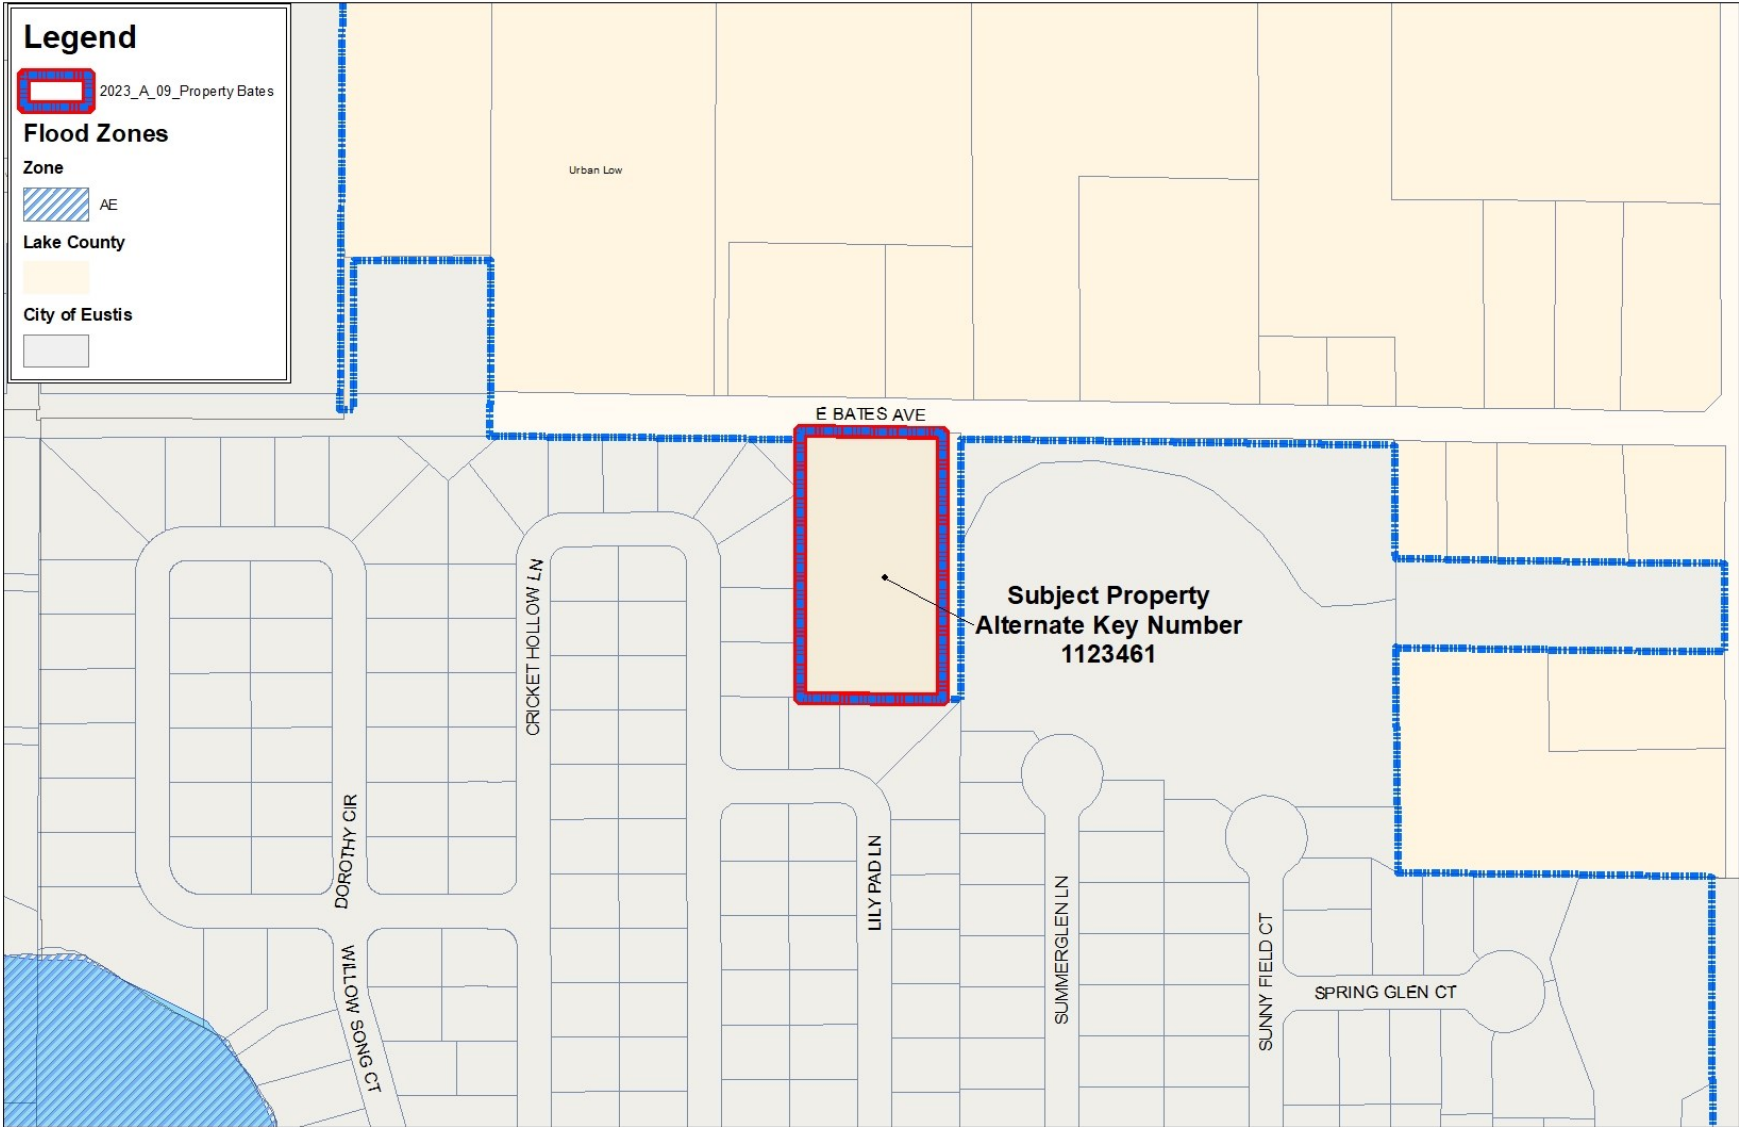 Legend
2023_A_09_Property Bates
Flood Zones
Zone
AE
Lake County
City of Eustis
Urban Low
E BATES AVE
Subject Property
Alternate Key Number
1123461
CRICKET HOLLOW LN
DOROTHY CIR
LILY PAD LN
SUMMERGLEN LN
SUNNY FIELD CT
SPRING GLEN CT
WILLOW SONG CT